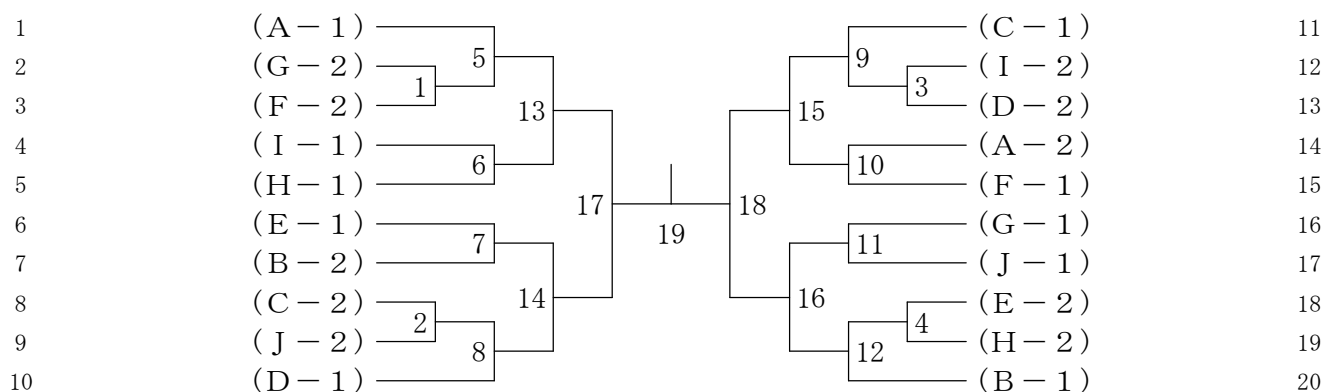 1 (A－1) (C－1) 11
5 9
2 (G－2) (I－2) 12
1 3
3 (F－2) (D－2) 13
13 15
4 (I－1) (A－2) 14
6 10
5 (H－1) (F－1) 15
17 18
6 (E－1) (G－1) 16
19
7 11
7 (B－2) (J－1) 17
14 16
8 (C－2) (E－2) 18
2 4
9 (J－2) (H－2) 19
8 12
10 (D－1) (B－1) 20